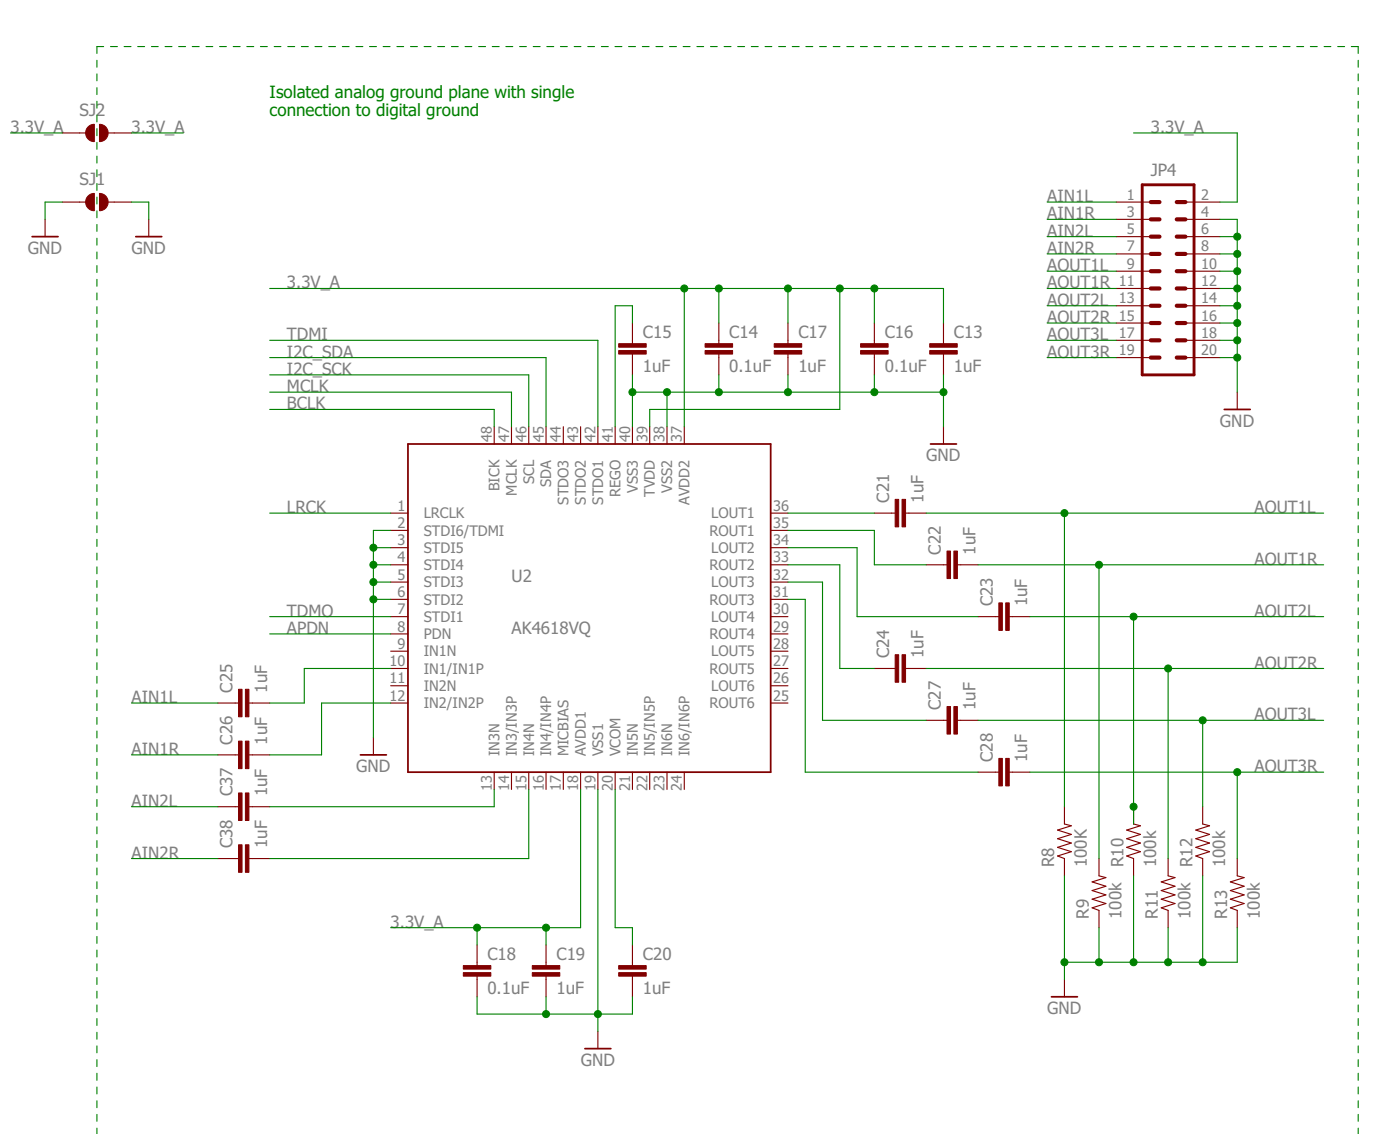 Isolated analog ground plane with single
connection to digital ground
SJ2
3.3V_A
3.3V_A
SJ1
GND
GND
3.3V_A
JP4
AIN1L 1 2
AIN1R 3 4
AIN2L 5 6
AIN2R 7 8
AOUT1L 9 10
AOUT1R 11 12
AOUT2L 13 14
AOUT2R 15 16
AOUT3L 17 18
AOUT3R 19 20
GND
3.3V_A
TDMI
I2C_SDA
I2C_SCK
MCLK
BCLK
C15
1uF
C14
0.1uF
C17
1uF
C16
0.1uF
C13
1uF
GND
48 47 46 45 44 43 42 41 40 39 38 37
BICK MCLK SCL SDA STDO3 STDO2 STDO1 REGO VSS3 TVDD VSS2 AVDD2
LRCK 1 LRCLK
2 STDI6/TDMI
3 STDI5
4 STDI4
5 STDI3
6 STDI2
TDMO 7 STDI1
APDN 8 PDN
9 IN1N
10 IN1/IN1P
11 IN2N
12 IN2/IN2P
U2
AK4618VQ
LOUT1 36
ROUT1 35
LOUT2 34
ROUT2 33
LOUT3 32
ROUT3 31
LOUT4 30
ROUT4 29
LOUT5 28
ROUT5 27
LOUT6 26
ROUT6 25
IN3N IN3/IN3P IN4N IN4/IN4P MICBIAS AVDD1 VSS1 VCOM IN5N IN5/IN5P IN6N IN6/IN6P
13 14 15 16 17 18 19 20 21 22 23 24
GND
AIN1L
C25
1uF
AIN1R
C26
1uF
AIN2L
C37
1uF
AIN2R
C38
1uF
C21
1uF
AOUT1L
C22
1uF
AOUT1R
C23
1uF
AOUT2L
C24
1uF
AOUT2R
C27
1uF
AOUT3L
C28
1uF
AOUT3R
R8
100K
R9
100k
R10
100k
R11
100k
R12
100k
R13
100k
GND
3.3V_A
C18
0.1uF
C19
1uF
C20
1uF
GND